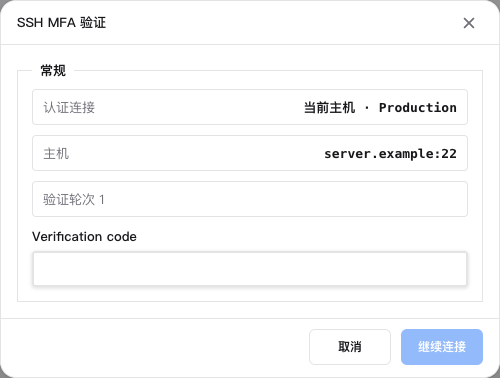 SSH MFA 验证
常规
认证连接 当前主机 · Production
主机 server.example:22
验证轮次 1
Verification code
取消 继续连接